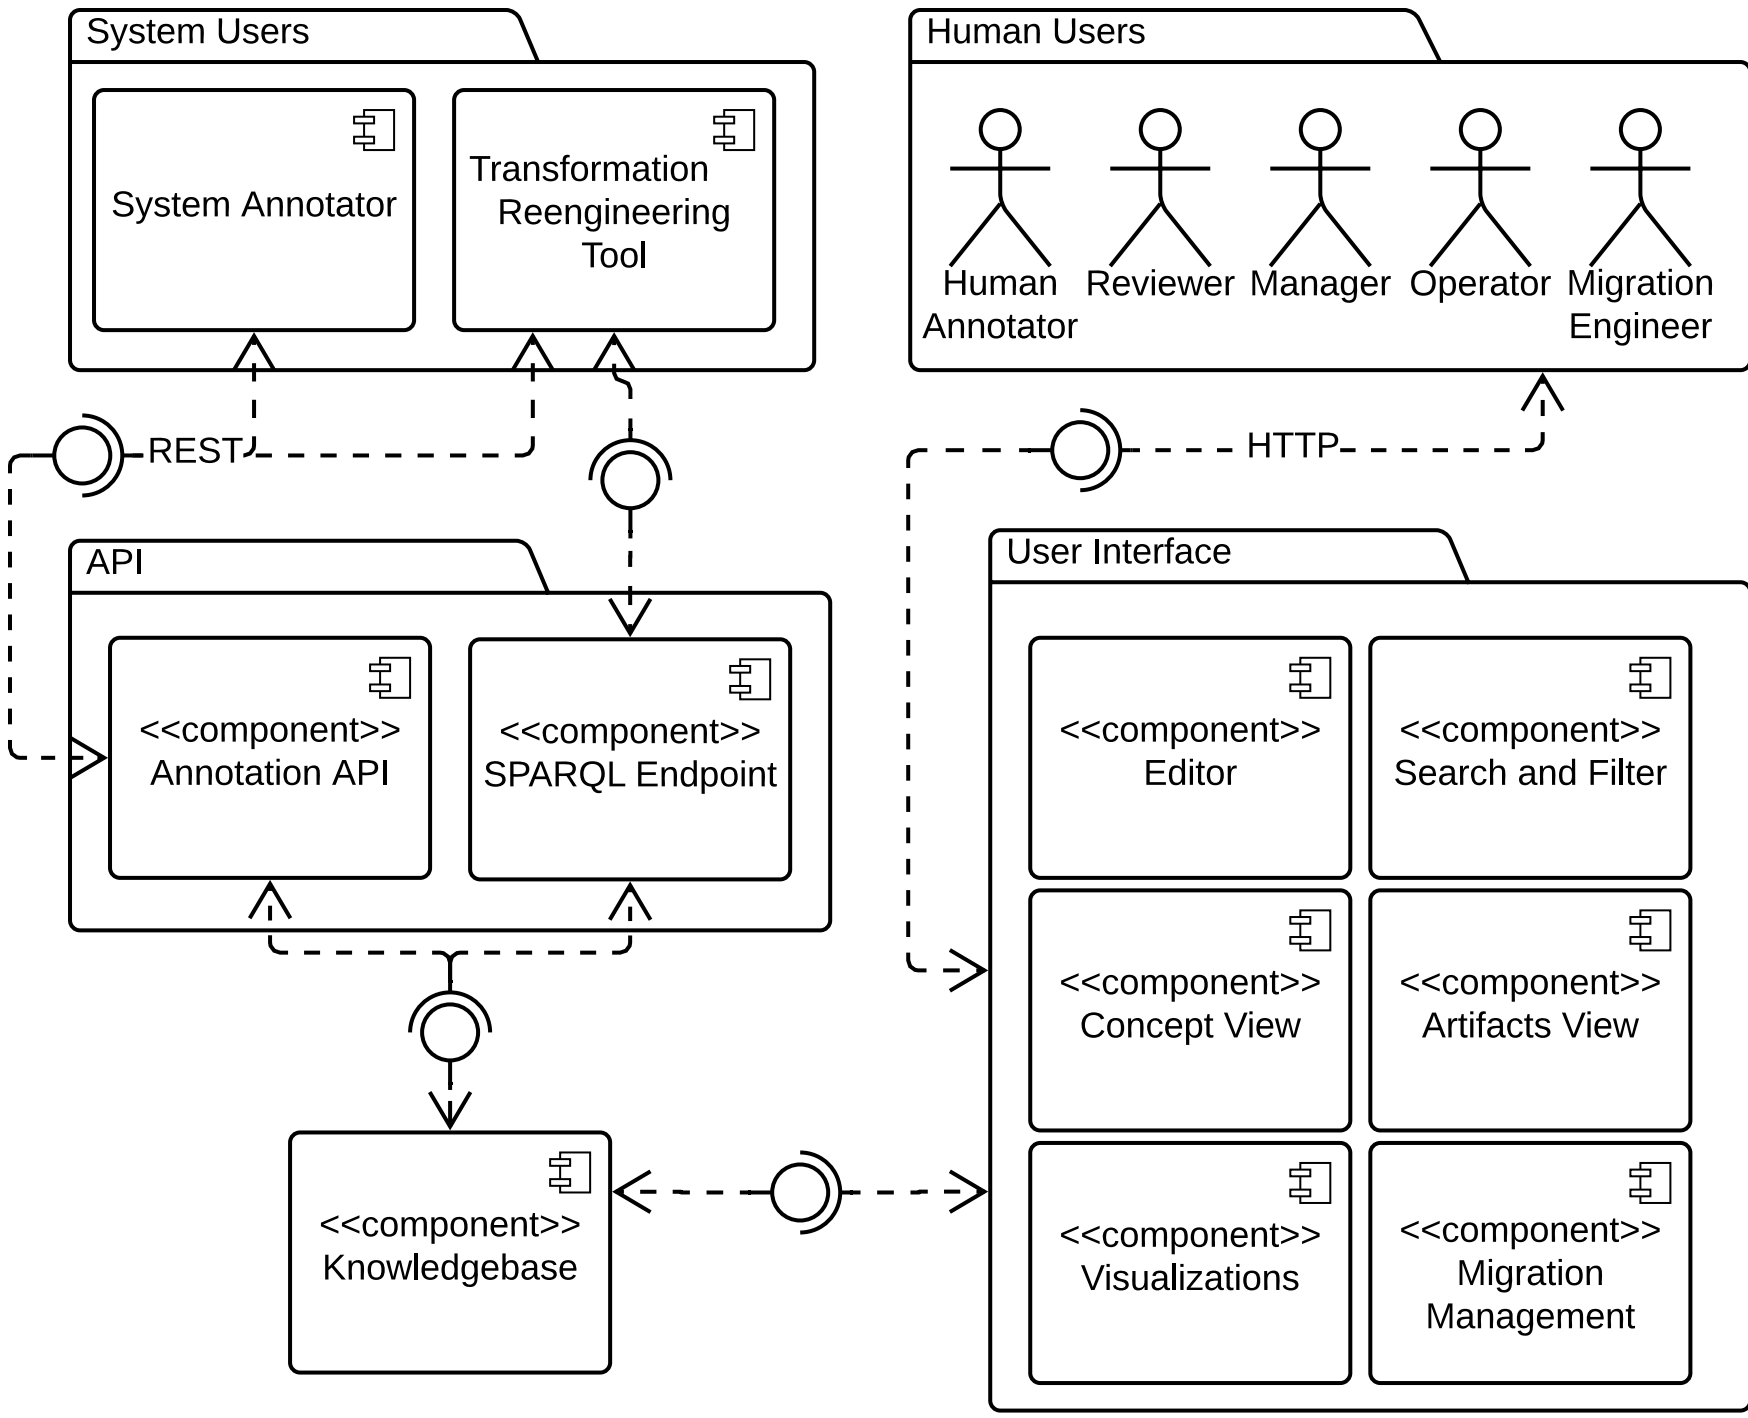 System Users
System Annotator
Transformation
Reengineering
Tool
Human Users
Human
Annotator
Reviewer
Manager
Operator
Migration
Engineer
REST
HTTP
API
<<component>>
Annotation API
<<component>>
SPARQL Endpoint
User Interface
<<component>>
Editor
<<component>>
Search and Filter
<<component>>
Concept View
<<component>>
Artifacts View
<<component>>
Visualizations
<<component>>
Migration
Management
<<component>>
Knowledgebase